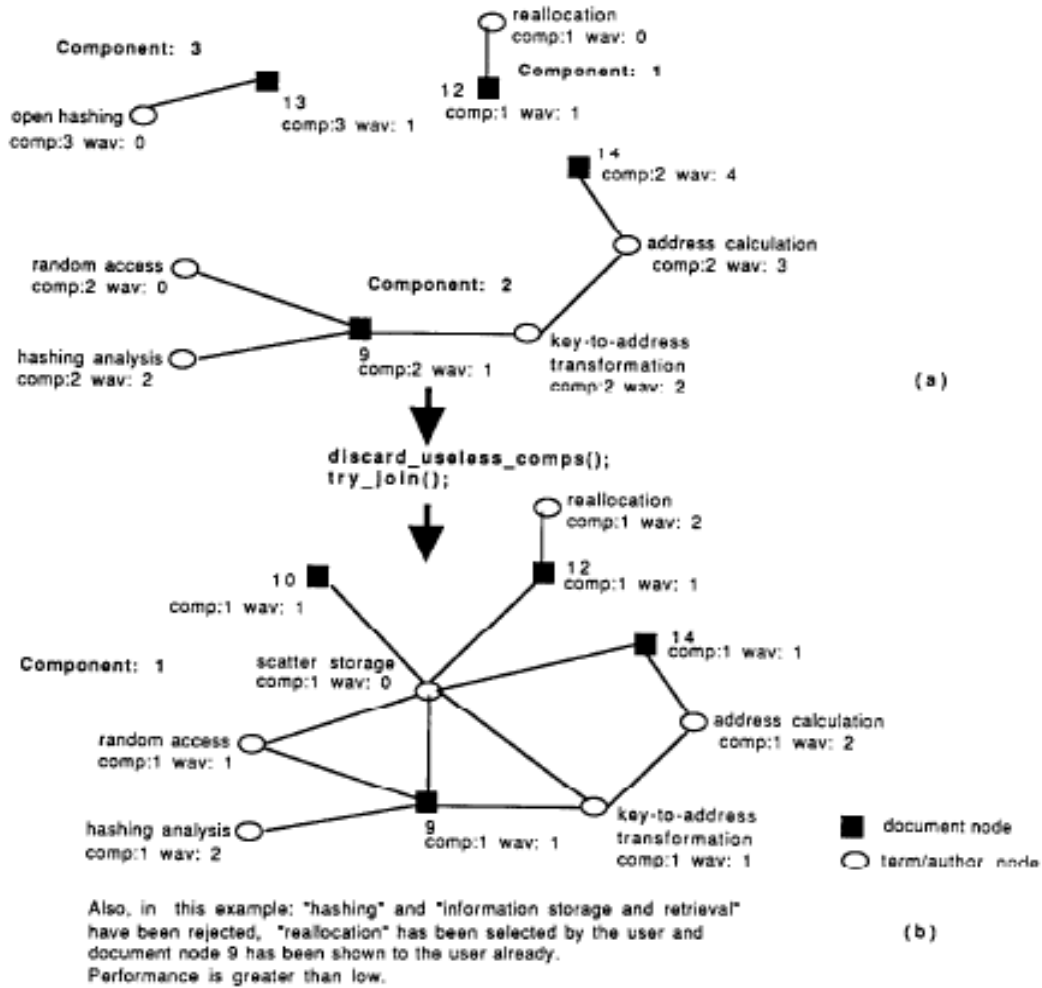 reallocation
comp:1 wav: 0
Component: 3
Component: 1
12
comp:1 wav: 1
13
comp:3 wav: 1
open hashing
comp:3 wav: 0
14
comp:2 wav: 4
address calculation
comp:2 wav: 3
random access
comp:2 wav: 0
Component: 2
key-to-address
transformation
comp:2 wav: 2
hashing analysis
comp:2 wav: 2
9
comp:2 wav: 1
(a)
discard_useless_comps();
try_join();
reallocation
comp:1 wav: 2
10
comp:1 wav: 1
12
comp:1 wav: 1
14
comp:1 wav: 1
Component: 1
scatter storage
comp:1 wav: 0
address calculation
comp:1 wav: 2
random access
comp:1 wav: 1
hashing analysis
comp:1 wav: 2
9
comp:1 wav: 1
key-to-address
transformation
comp:1 wav: 1
document node
term/author node
Also, in this example: "hashing" and "information storage and retrieval"
have been rejected, "reallocation" has been selected by the user and
document node 9 has been shown to the user already.
Performance is greater than low.
(b)